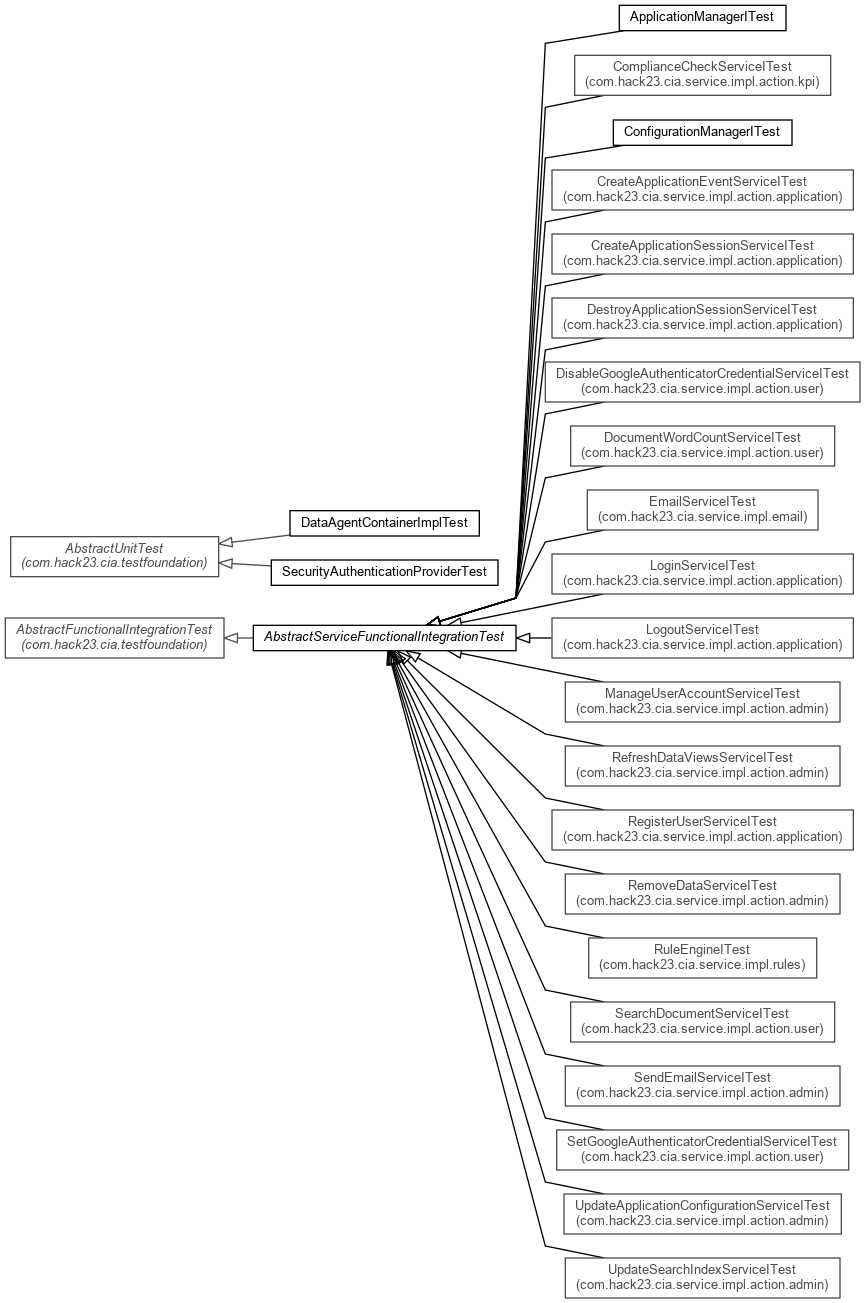 ApplicationManagerITest
ComplianceCheckServiceITest
(com.hack23.cia.service.impl.action.kpi)
ConfigurationManagerITest
CreateApplicationEventServiceITest
(com.hack23.cia.service.impl.action.application)
CreateApplicationSessionServiceITest
(com.hack23.cia.service.impl.action.application)
DestroyApplicationSessionServiceITest
(com.hack23.cia.service.impl.action.application)
DisableGoogleAuthenticatorCredentialServiceITest
(com.hack23.cia.service.impl.action.user)
DocumentWordCountServiceITest
(com.hack23.cia.service.impl.action.user)
EmailServiceITest
(com.hack23.cia.service.impl.email)
DataAgentContainerImplTest
AbstractUnitTest
(com.hack23.cia.testfoundation)
SecurityAuthenticationProviderTest
LoginServiceITest
(com.hack23.cia.service.impl.action.application)
AbstractFunctionalIntegrationTest
(com.hack23.cia.testfoundation)
AbstractServiceFunctionalIntegrationTest
LogoutServiceITest
(com.hack23.cia.service.impl.action.application)
ManageUserAccountServiceITest
(com.hack23.cia.service.impl.action.admin)
RefreshDataViewsServiceITest
(com.hack23.cia.service.impl.action.admin)
RegisterUserServiceITest
(com.hack23.cia.service.impl.action.application)
RemoveDataServiceITest
(com.hack23.cia.service.impl.action.admin)
RuleEngineITest
(com.hack23.cia.service.impl.rules)
SearchDocumentServiceITest
(com.hack23.cia.service.impl.action.user)
SendEmailServiceITest
(com.hack23.cia.service.impl.action.admin)
SetGoogleAuthenticatorCredentialServiceITest
(com.hack23.cia.service.impl.action.user)
UpdateApplicationConfigurationServiceITest
(com.hack23.cia.service.impl.action.admin)
UpdateSearchIndexServiceITest
(com.hack23.cia.service.impl.action.admin)